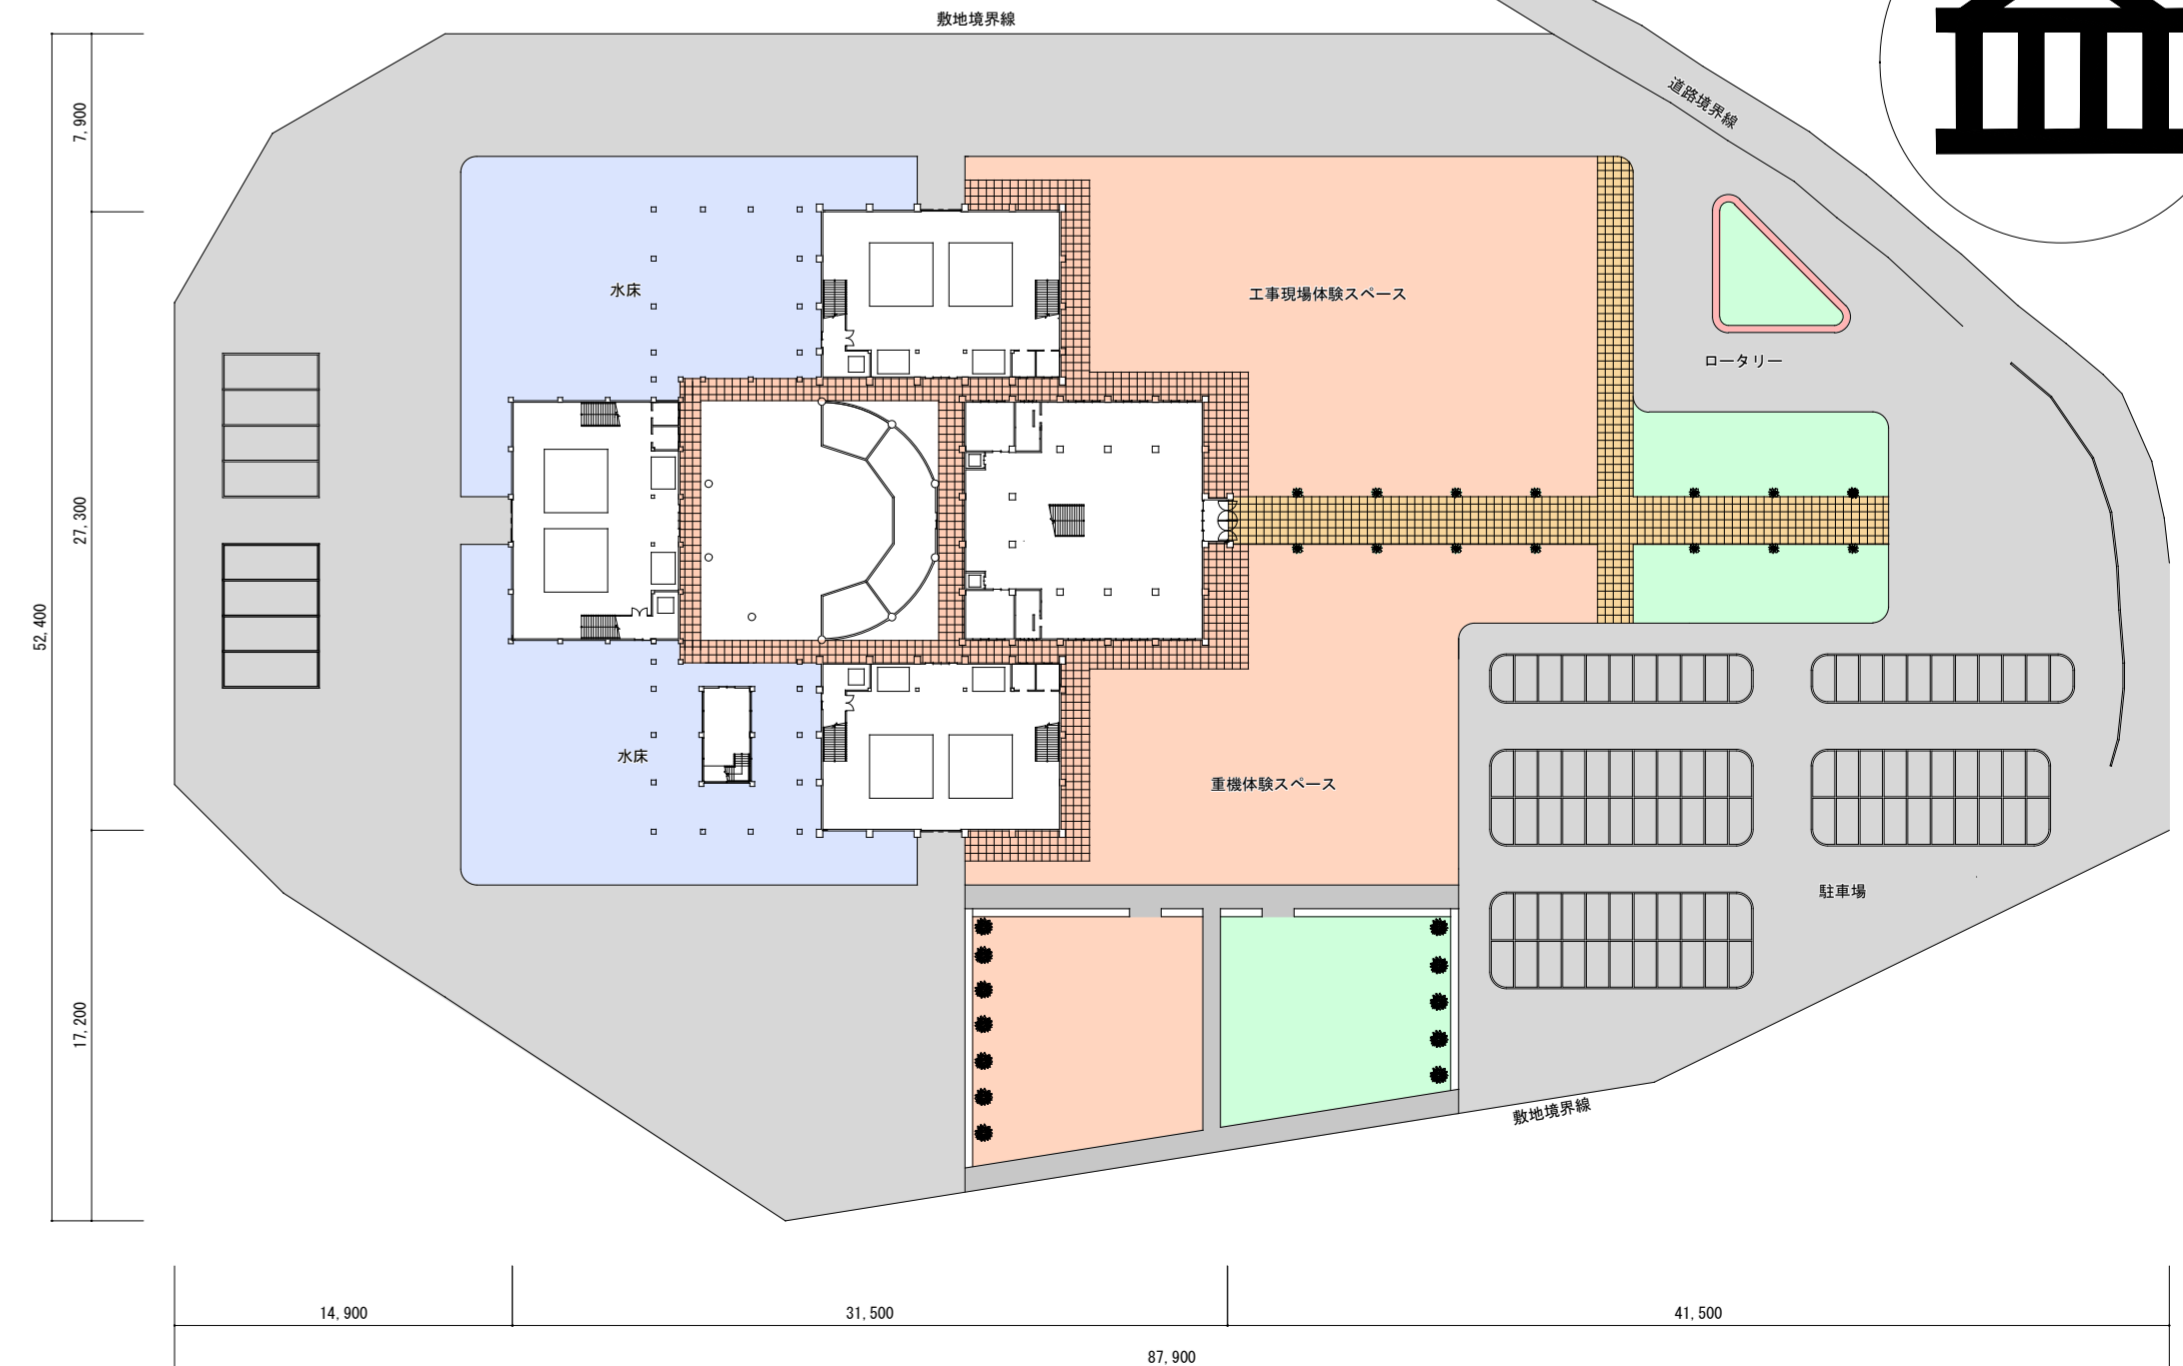 敷地境界線
道路境界線
7,900
水床
工事現場体験スペース
ロータリー
27,300
52,400
水床
重機体験スペース
駐車場
17,200
敷地境界線
14,900
31,500
41,500
87,900